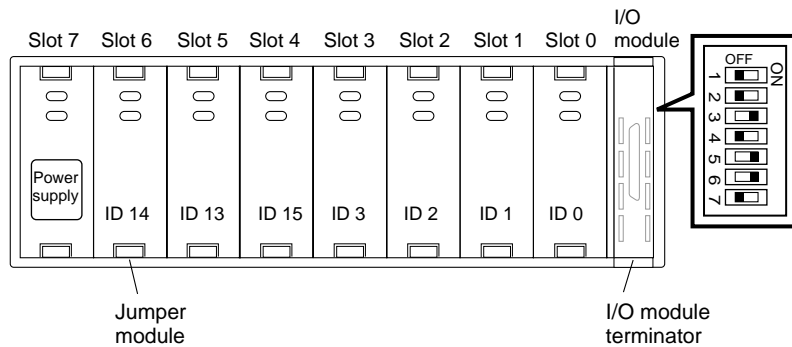 Slot 7 Slot 6 Slot 5 Slot 4 Slot 3 Slot 2 Slot 1 Slot 0
I/O
module
OFF
ON
1
2
3
4
5
6
7
Power
supply
ID 14 ID 13 ID 15 ID 3 ID 2 ID 1 ID 0
Jumper
module
I/O module
terminator